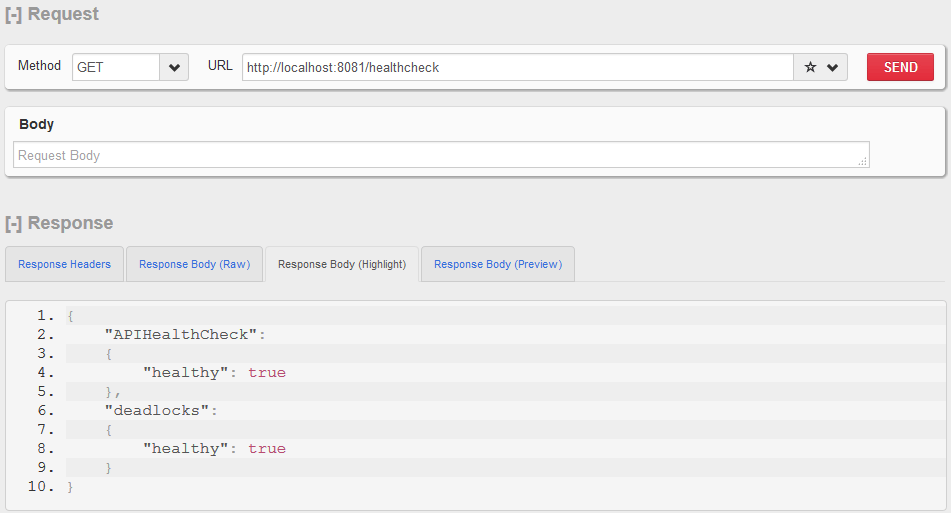 [-] Request
Method GET URL http://localhost:8081/healthcheck SEND
Body
Request Body
[-] Response
Response Headers Response Body (Raw) Response Body (Highlight) Response Body (Preview)
1. {
2. "APIHealthCheck":
3. {
4. "healthy": true
5. },
6. "deadlocks":
7. {
8. "healthy": true
9. }
10. }